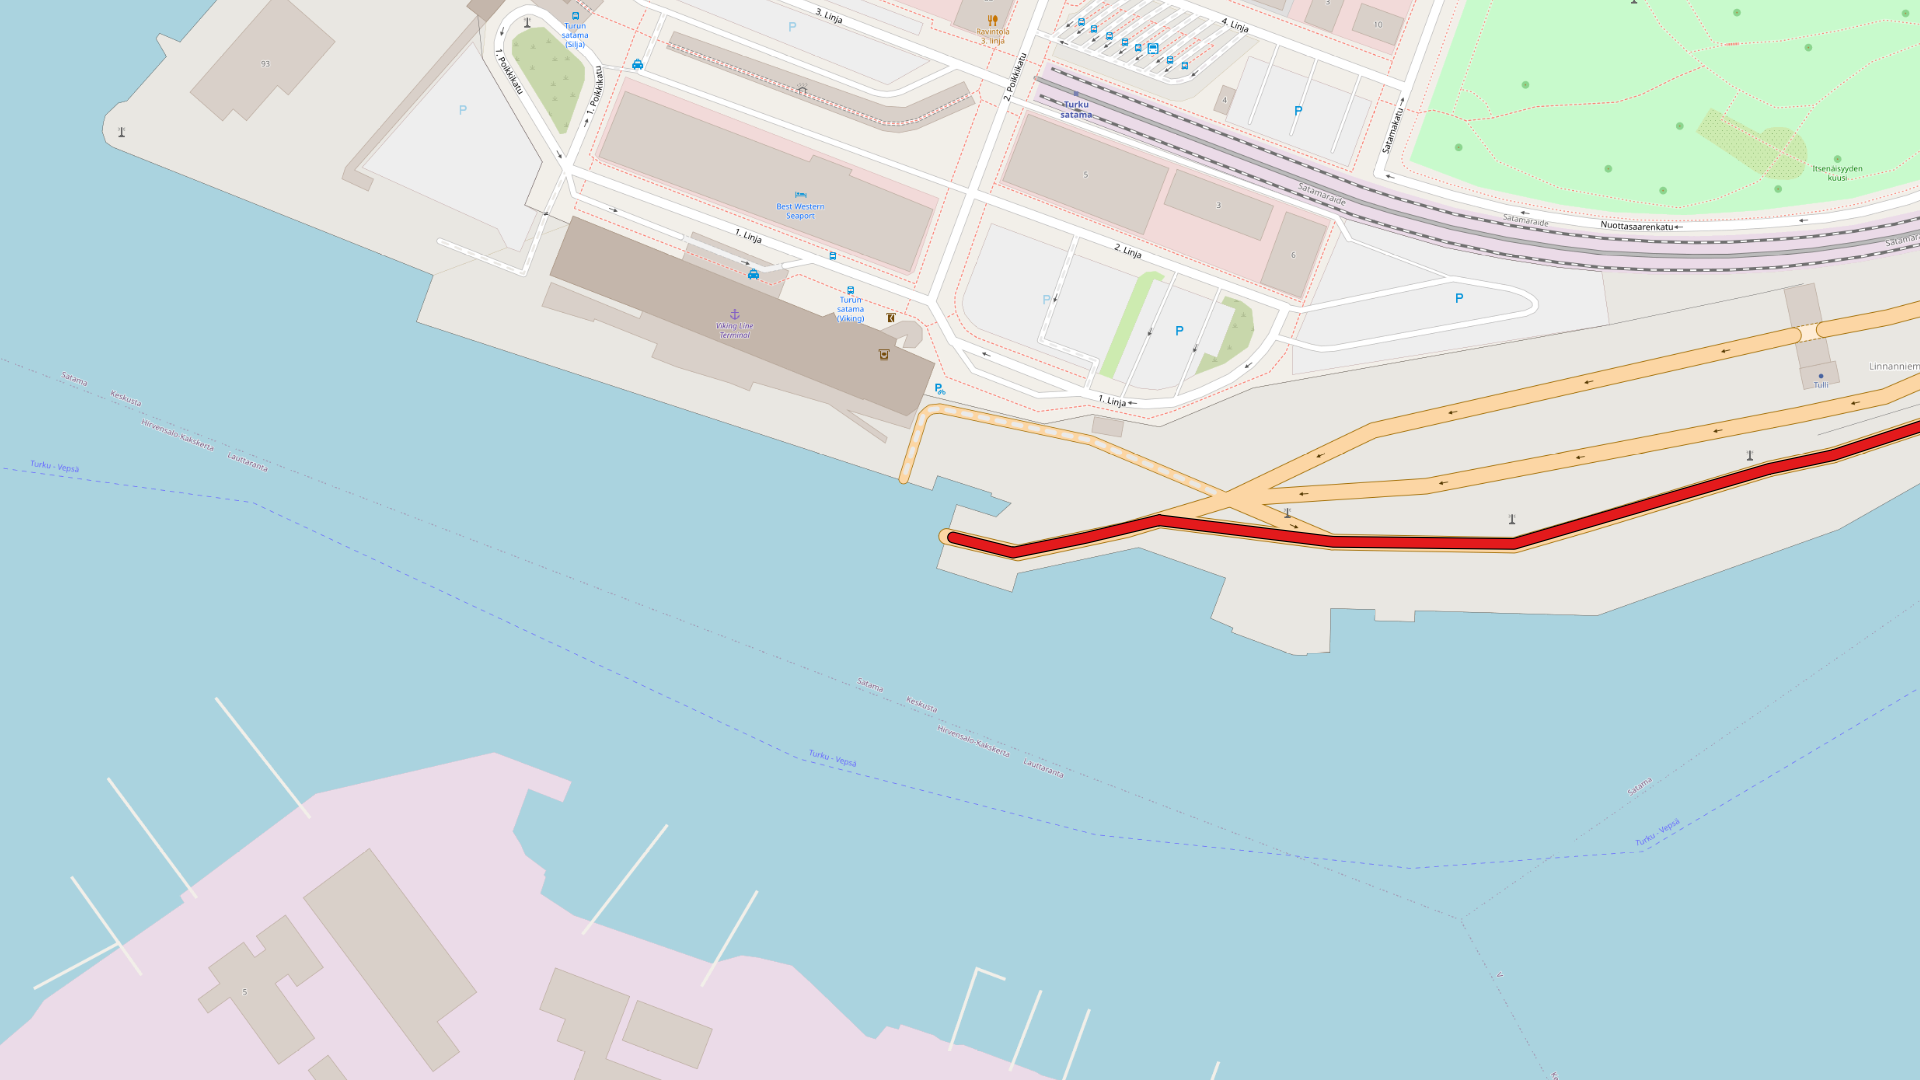 3. Linja
4. Linja
10
3
Turun
satama
(Silja)
Ravintola
3. linja
93
1. Poikkikatu
1. Poikkikatu
2. Poikkikatu
P
P
P
4
Turku
satama
Satamakatu
Itsenäisyyden
kuusi
5
3
6
Satamaraide
Satamaraide
Nuottasaarenkatu
Best Western
Seaport
1. Linja
2. Linja
Turun
satama
(Viking)
Viking Line
Terminal
P
P
P
P
1. Linja
Linnanniem
Tulli
Satama
Keskusta
Hirvensalo-Kakskerta
Lauttaranta
Turku - Vepsä
Satama
Keskusta
Hirvensalo-Kakskerta
Lauttaranta
Turku - Vepsä
Satama
Turku - Vepsä
5